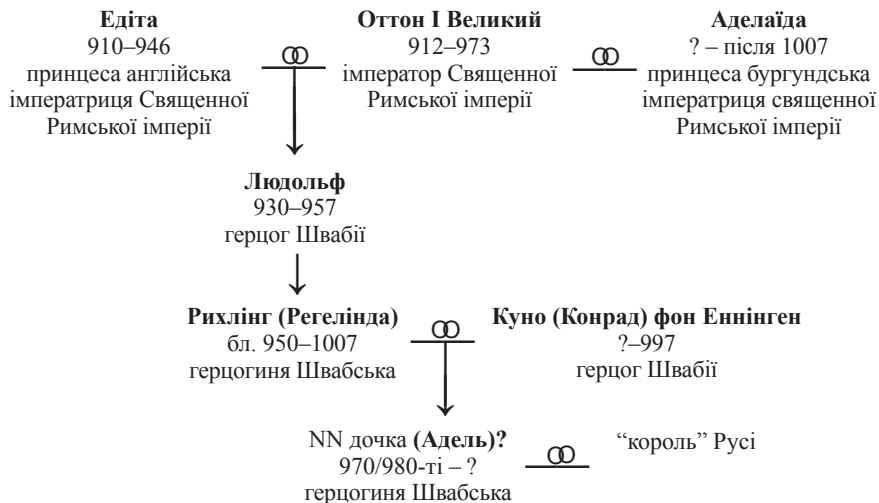 Едіта
910–946
принцеса англійська
імператриця Священної
Римської імперії
Оттон І Великий
912–973
імператор Священної
Римської імперії
Аделаїда
? – після 1007
принцеса бургундська
імператриця священної
Римської імперії
Людольф
930–957
герцог Швабії
Рихлінг (Регелінда)
бл. 950–1007
герцогиня Швабська
Куно (Конрад) фон Еннінген
?–997
герцог Швабії
NN дочка (Адель)?
970/980-ті – ?
герцогиня Швабська
“король” Русі